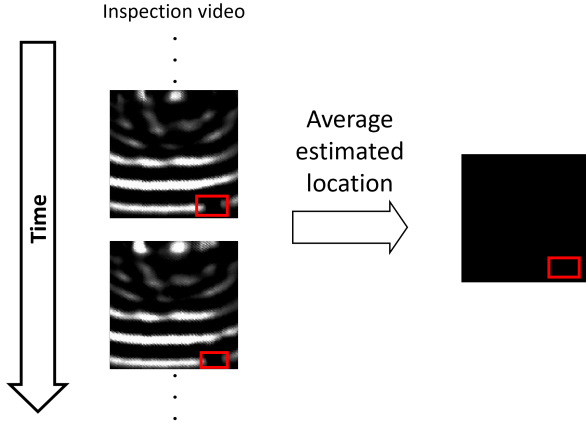 Inspection video
Time
Average
estimated
location